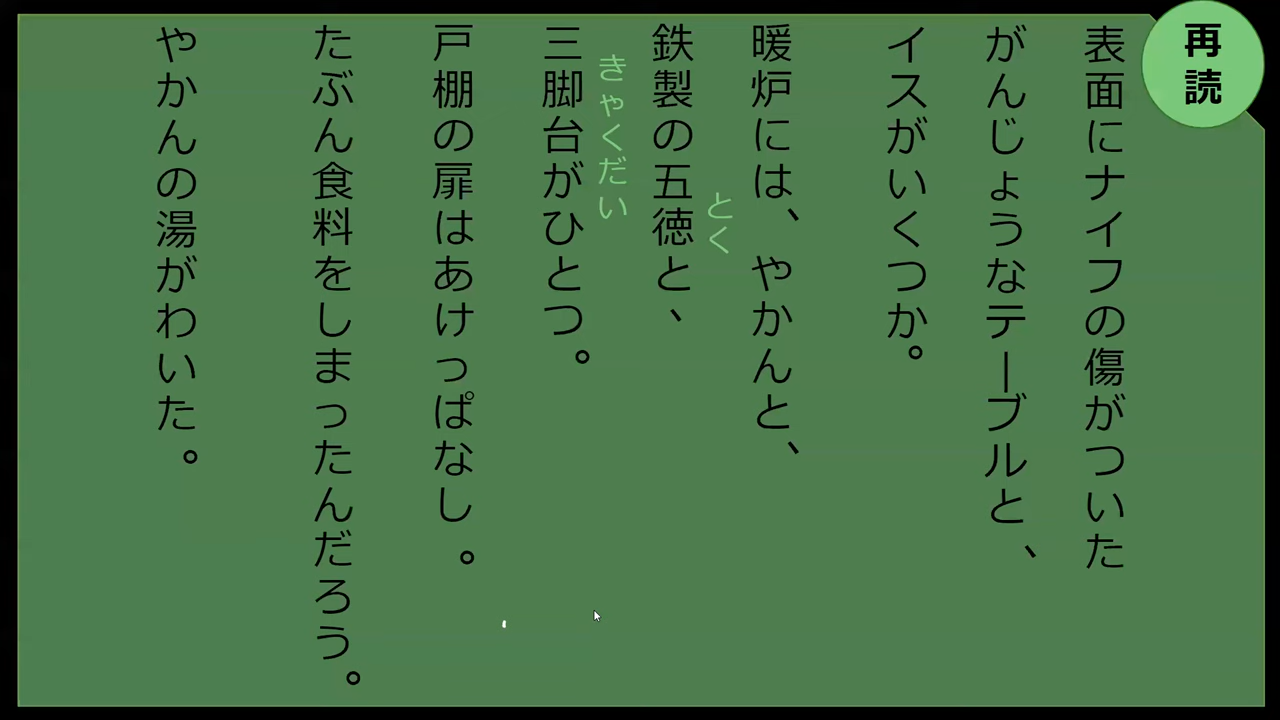 再読
表面にナイフの傷がついた
がんじょうなテーブルと、
イスがいくつか。
暖炉には、やかんと、
とく
鉄製の五徳と、
きゃくだい
三脚台がひとつ。
戸棚の扉はあけっぱなし。
たぶん食料をしまったんだろう。
やかんの湯がわいた。